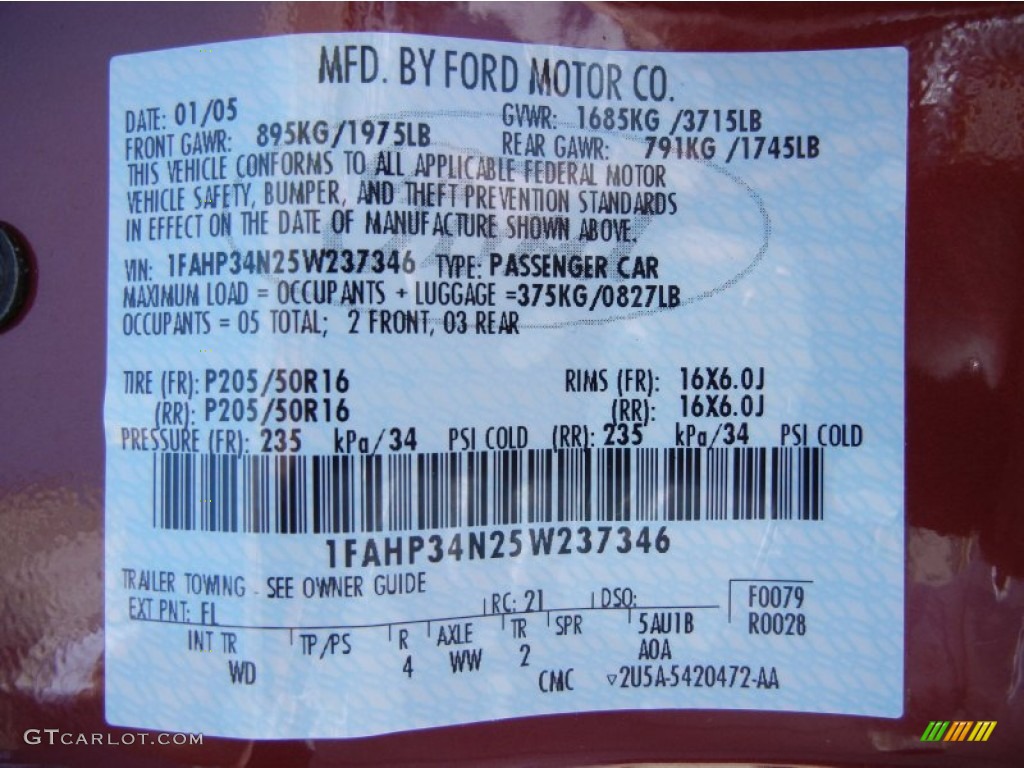 MFD. BY FORD MOTOR CO.
DATE: 01/05 GVWR: 1685KG /3715LB
FRONT GAWR: 895KG/1975LB REAR GAWR: 791KG /1745LB
THIS VEHICLE CONFORMS TO ALL APPLICABLE FEDERAL MOTOR
VEHICLE SAFETY, BUMPER, AND THEFT PREVENTION STANDARDS
IN EFFECT ON THE DATE OF MANUFACTURE SHOWN ABOVE.
VIN: 1FAHP34N25W237346 TYPE: PASSENGER CAR
MAXIMUM LOAD = OCCUPANTS + LUGGAGE =375KG/0827LB
OCCUPANTS = 05 TOTAL; 2 FRONT, 03 REAR
TIRE (FR): P205/50R16 RIMS (FR): 16X6.0J
(RR): P205/50R16 (RR): 16X6.0J
PRESSURE (FR): 235 kPa/34 PSI COLD (RR): 235 kPa/34 PSI COLD
1FAHP34N25W237346
TRAILER TOWING - SEE OWNER GUIDE
EXT PNT: FL RC: 21 DSO: F0079
INT TR TP/PS R AXLE TR SPR 5AU1B R0028
WD 4 WW 2 A0A
CMC ▿2U5A-5420472-AA
GTCARLOT.COM